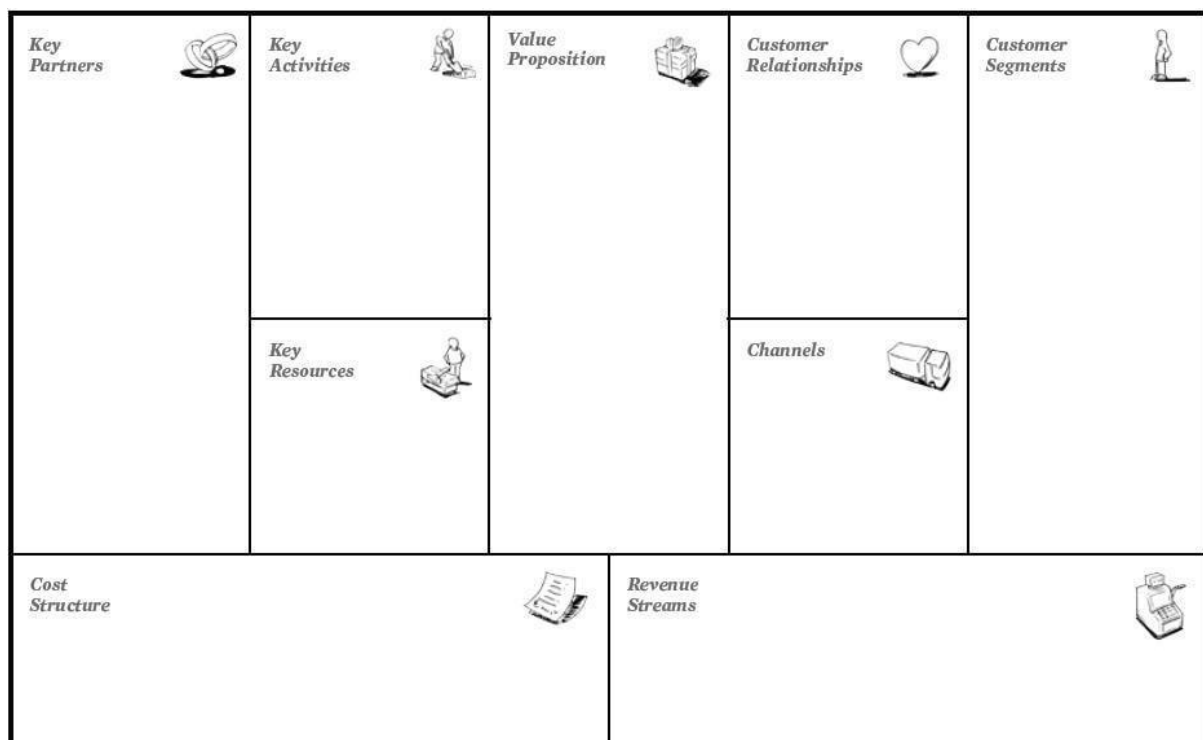 Key
Partners
Key
Activities
Value
Proposition
Customer
Relationships
Customer
Segments
Key
Resources
Channels
Cost
Structure
Revenue
Streams